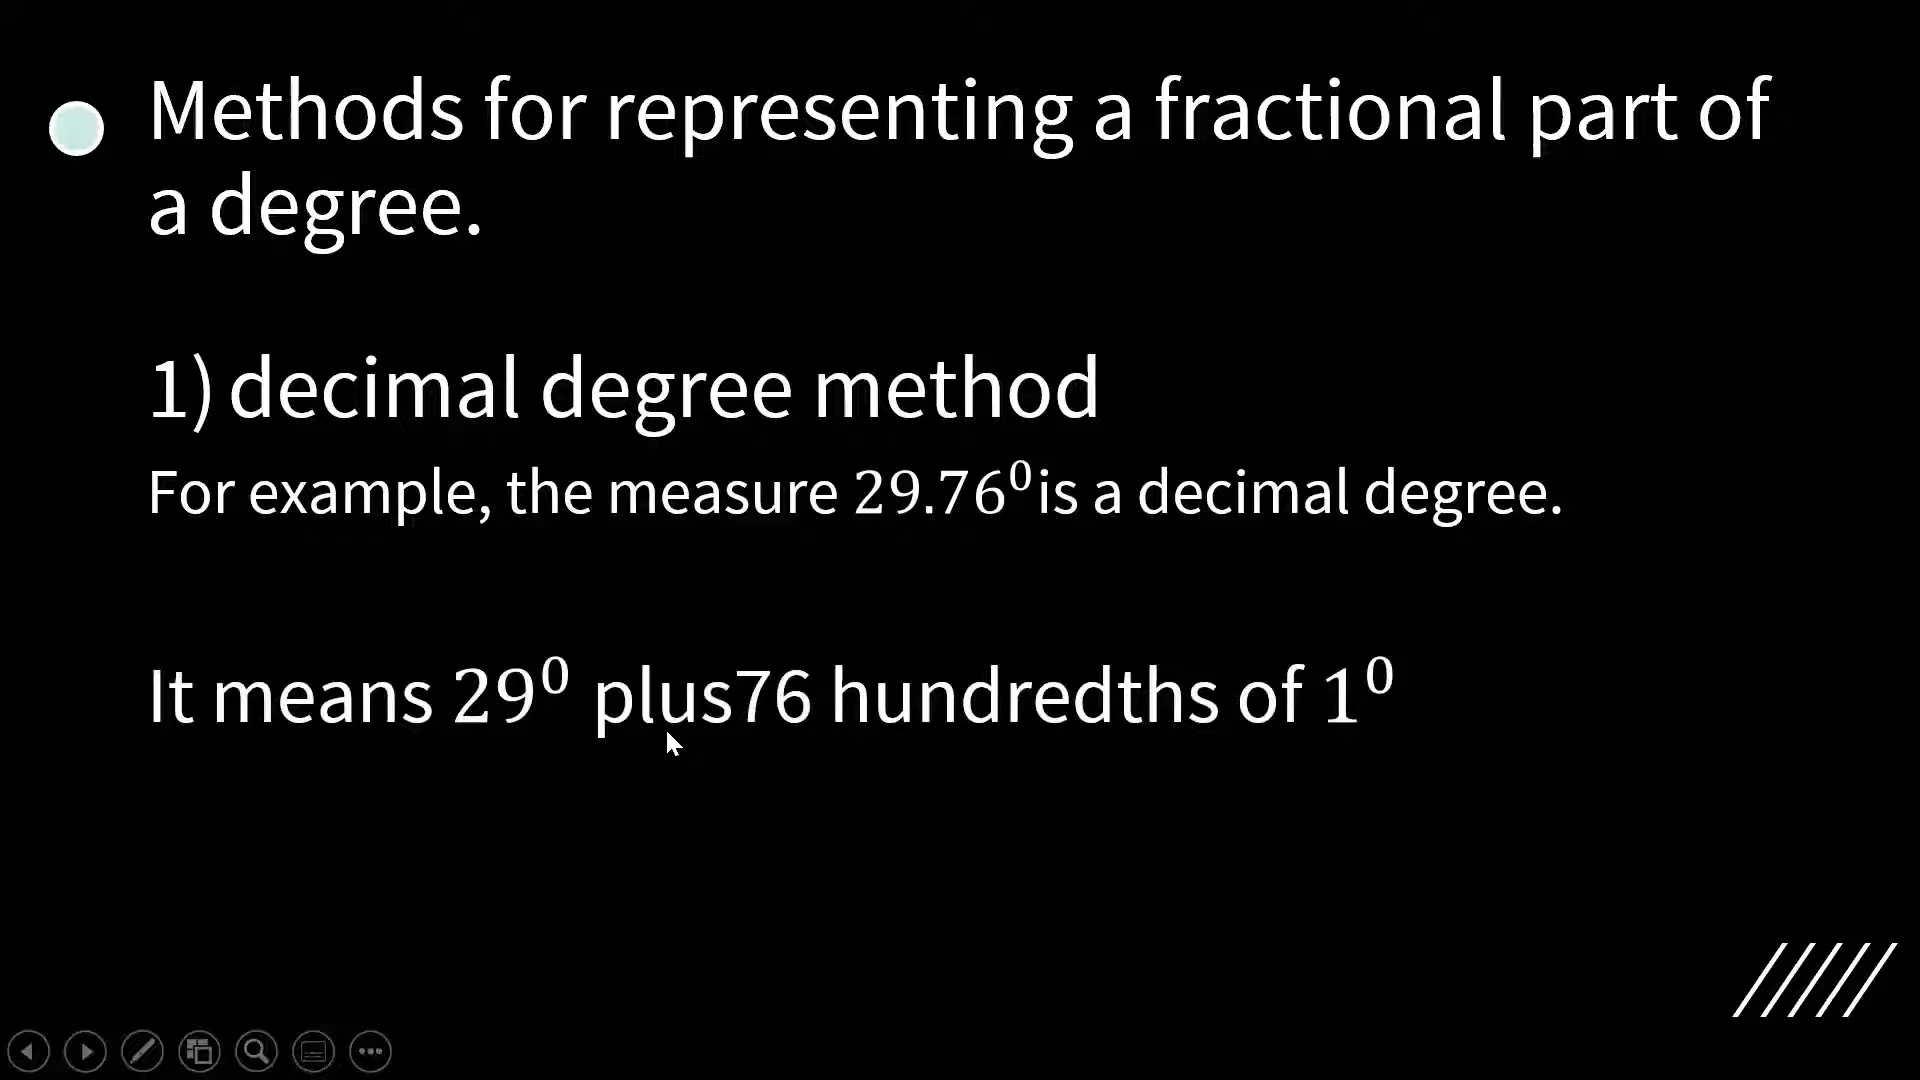 Methods for representing a fractional part of
a degree.
1) decimal degree method
For example, the measure 29.76⁰is a decimal degree.
It means 29⁰ plus76 hundredths of 1⁰